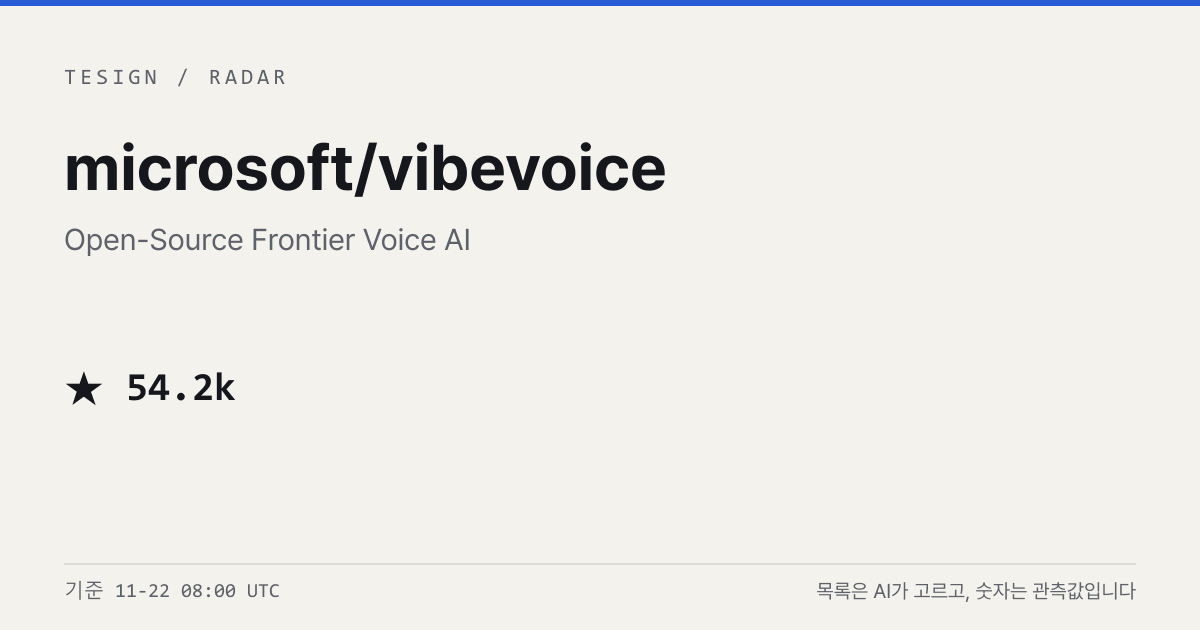 TESIGN / RADAR
microsoft/vibevoice
Open-Source Frontier Voice AI
★ 54.2k
기준 11-22 08:00 UTC
목록은 AI가 고르고, 숫자는 관측값입니다